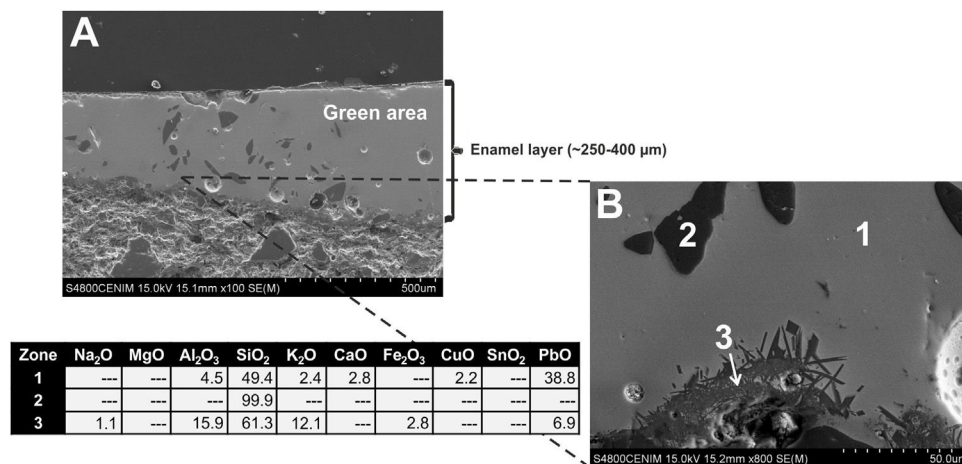 A
Green area
Enamel layer (~250-400 µm)
S4800CENIM 15.0kV 15.1mm x100 SE(M)
500um
B
1
2
3
S4800CENIM 15.0kV 15.2mm x800 SE(M)
50.0um
Zone Na₂O MgO Al₂O₃ SiO₂ K₂O CaO Fe₂O₃ CuO SnO₂ PbO
1 --- --- 4.5 49.4 2.4 2.8 --- 2.2 --- 38.8
2 --- --- --- 99.9 --- --- --- --- --- ---
3 1.1 --- 15.9 61.3 12.1 --- 2.8 --- --- 6.9